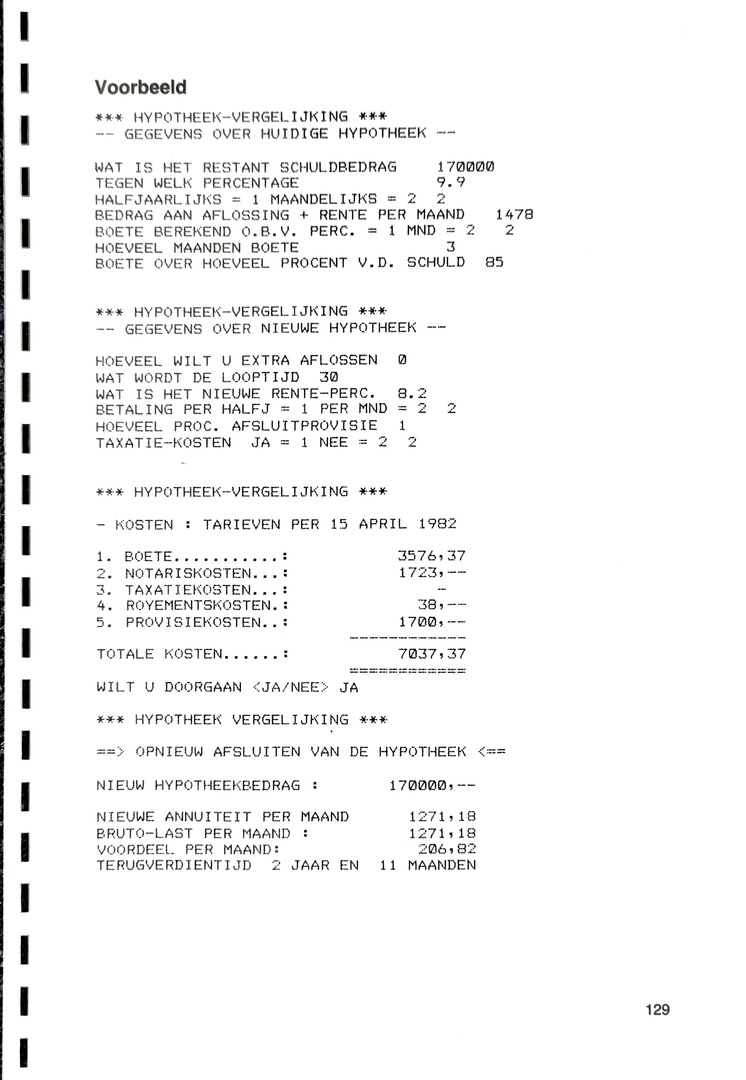 Voorbeeld
*** HYPOTHEEK-VERGELIJKING ***
-- GEGEVENS OVER HUIDIGE HYPOTHEEK --
WAT IS HET RESTANT SCHULDBEDRAG 170000
TEGEN WELK PERCENTAGE 9.9
HALFJAARLIJKS = 1 MAANDELIJKS = 2 2
BEDRAG AAN AFLOSSING + RENTE PER MAAND 1478
BOETE BEREKEND O.B.V. PERC. = 1 MND = 2 2
HOEVEEL MAANDEN BOETE 3
BOETE OVER HOEVEEL PROCENT V.D. SCHULD 85
*** HYPOTHEEK-VERGELIJKING ***
-- GEGEVENS OVER NIEUWE HYPOTHEEK --
HOEVEEL WILT U EXTRA AFLOSSEN 0
WAT WORDT DE LOOPTIJD 30
WAT IS HET NIEUWE RENTE-PERC. 8.2
BETALING PER HALFJ = 1 PER MND = 2 2
HOEVEEL PROC. AFSLUITPROVISIE 1
TAXATIE-KOSTEN JA = 1 NEE = 2 2
*** HYPOTHEEK-VERGELIJKING ***
- KOSTEN : TARIEVEN PER 15 APRIL 1982
1. BOETE...........: 3576,37
2. NOTARISKOSTEN...: 1723,--
3. TAXATIEKOSTEN...: -
4. ROYEMENTSKOSTEN.: 38,--
5. PROVISIEKOSTEN..: 1700,--
------------
TOTALE KOSTEN......: 7037,37
============
WILT U DOORGAAN <JA/NEE> JA
*** HYPOTHEEK VERGELIJKING ***
==> OPNIEUW AFSLUITEN VAN DE HYPOTHEEK <==
NIEUW HYPOTHEEKBEDRAG : 170000,--
NIEUWE ANNUITEIT PER MAAND 1271,18
BRUTO-LAST PER MAAND : 1271,18
VOORDEEL PER MAAND: 206,82
TERUGVERDIENTIJD 2 JAAR EN 11 MAANDEN
129